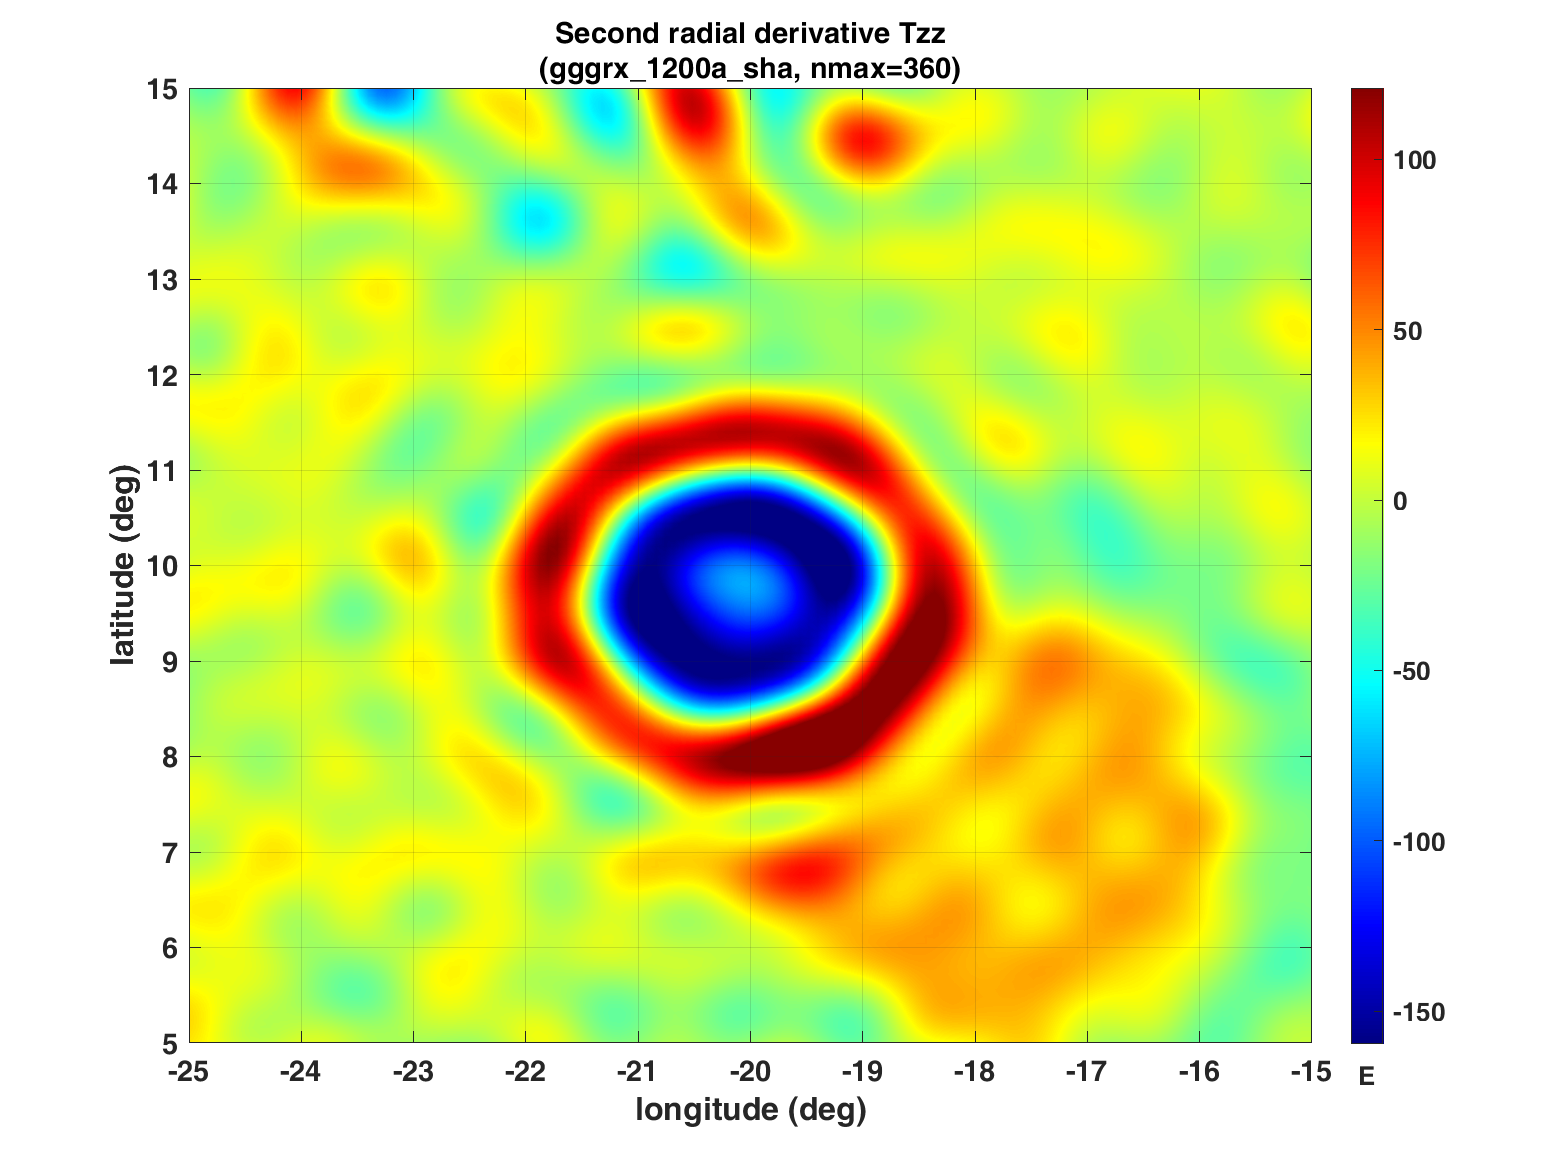 Second radial derivative Tzz
(gggrx_1200a_sha, nmax=360)
latitude (deg)
15
14
13
12
11
10
9
8
7
6
5
-25 -24 -23 -22 -21 -20 -19 -18 -17 -16 -15
longitude (deg)
100
50
0
-50
-100
-150
E